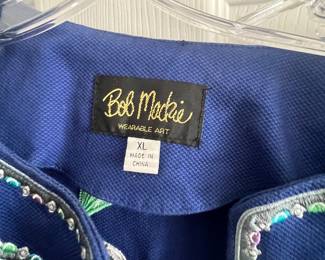 Bob Mackie
WEARABLE ART
XL
MADE IN
CHINA